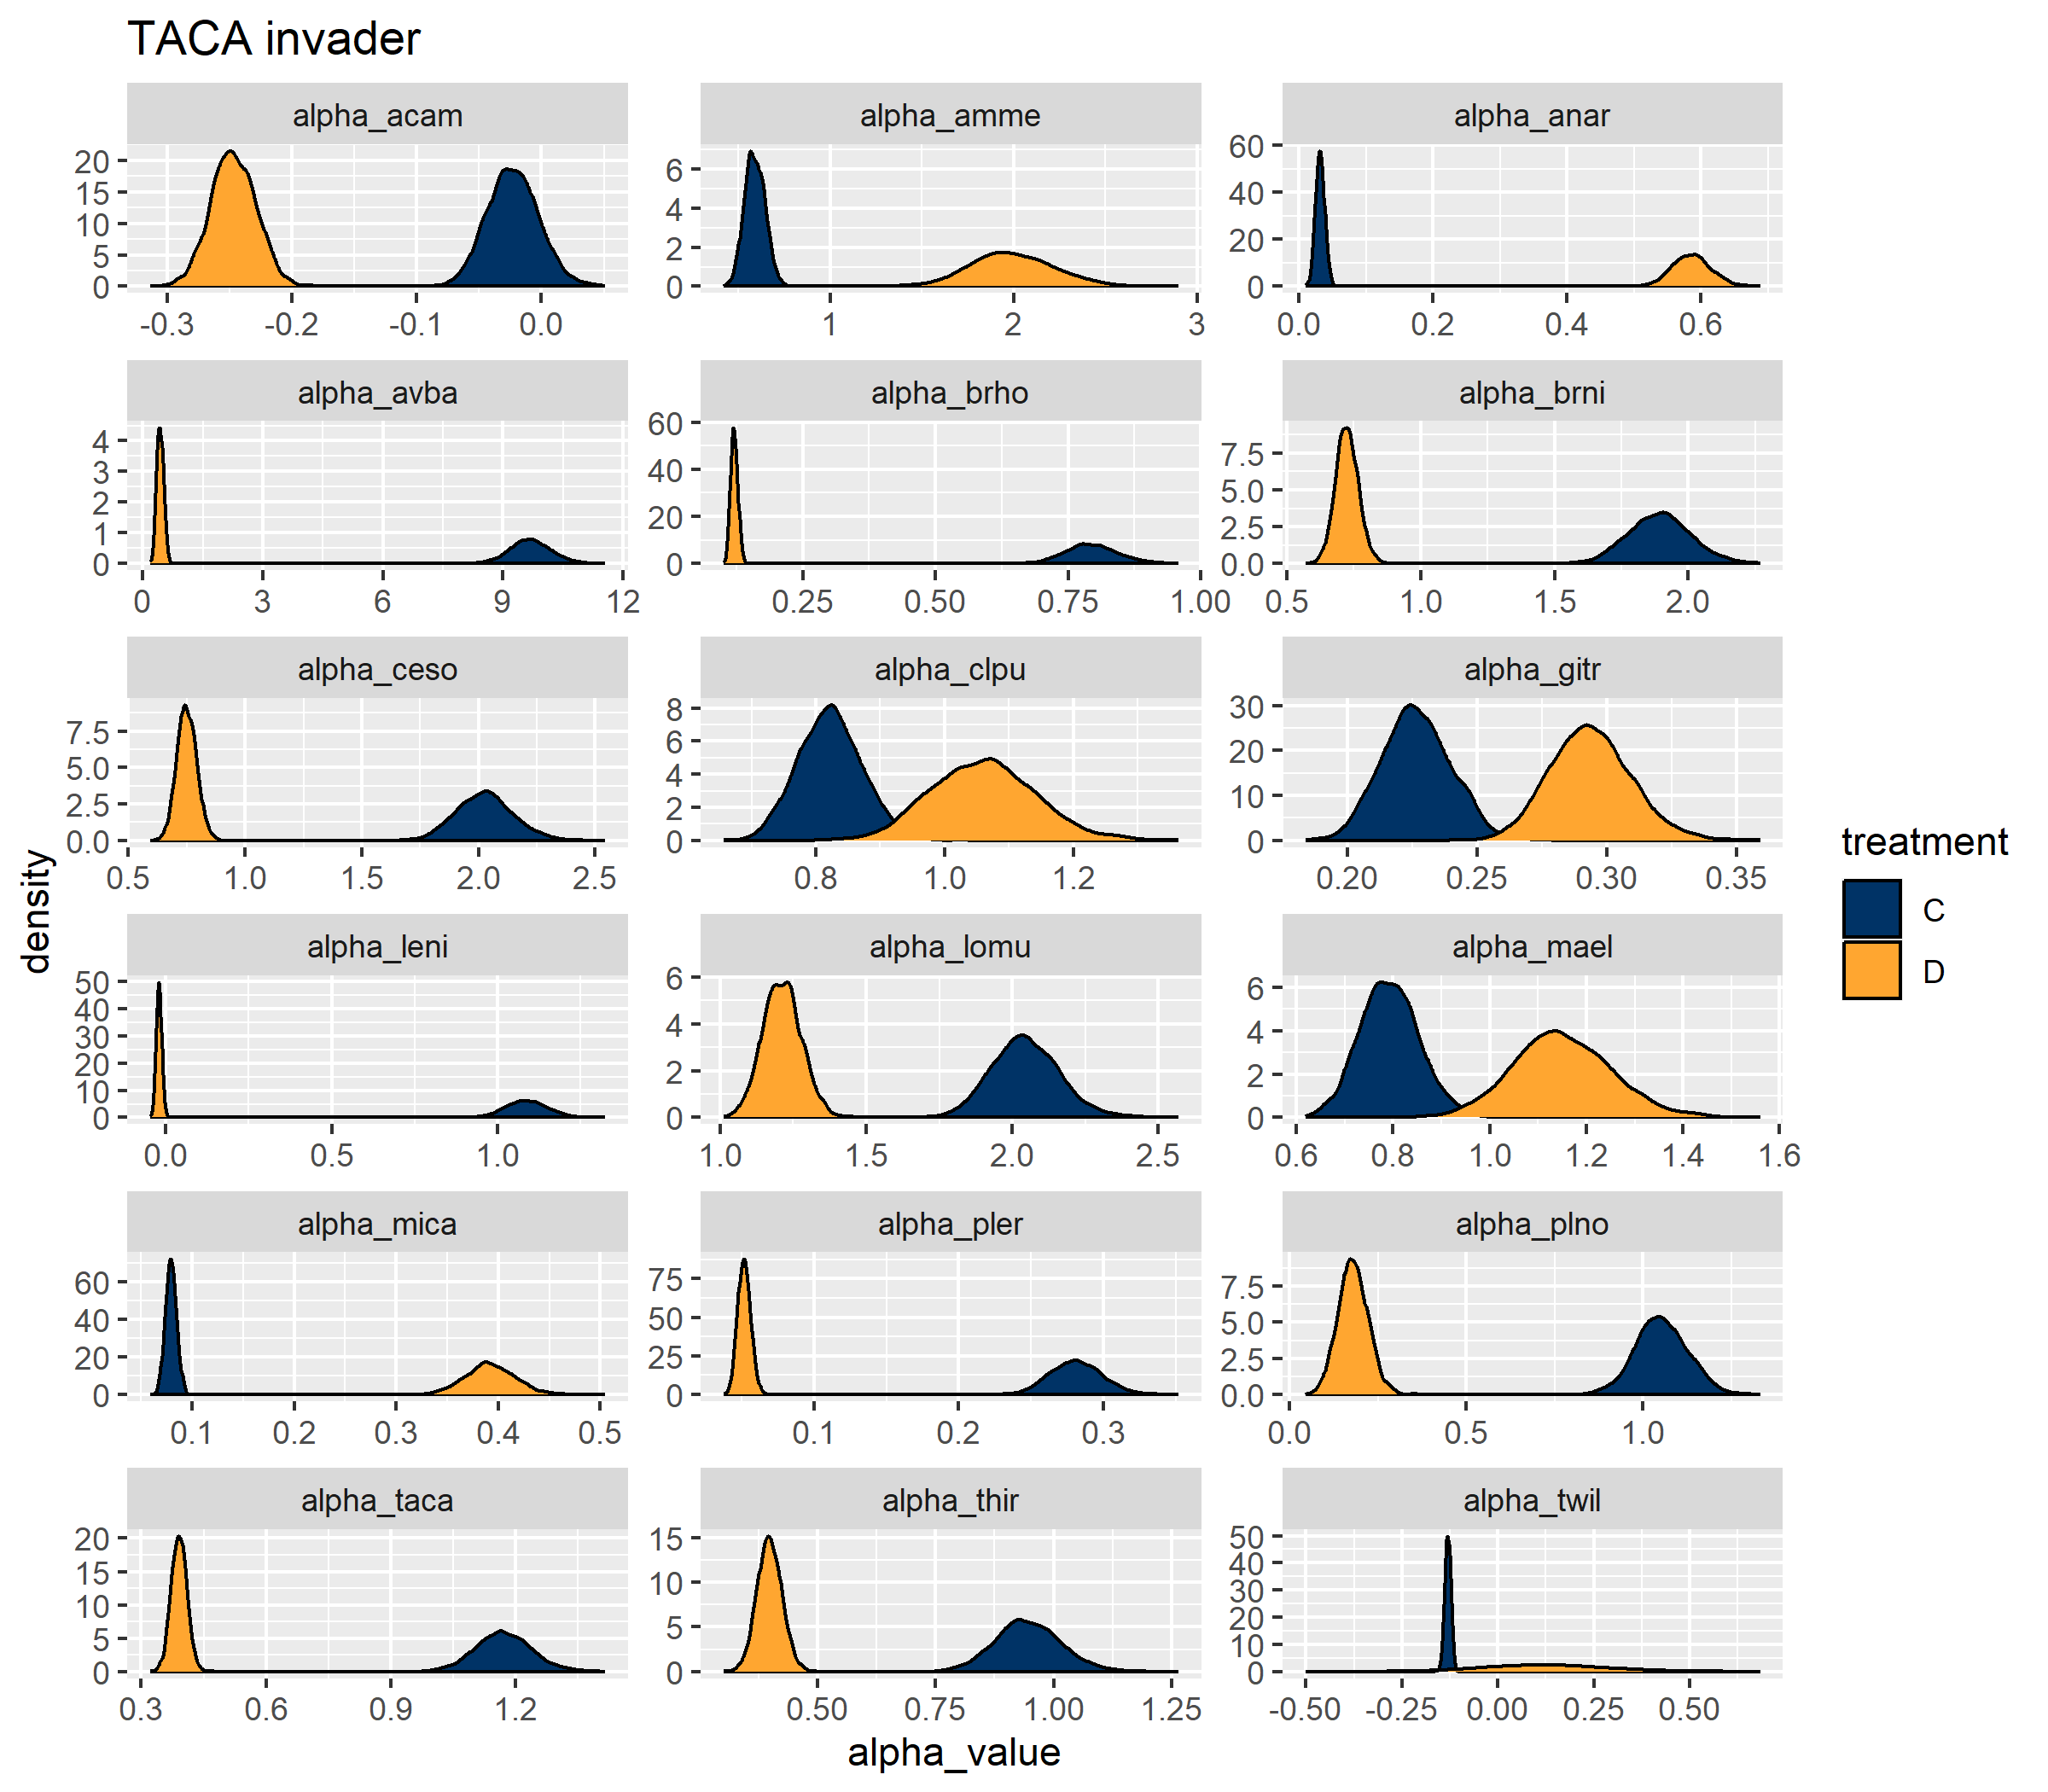 TACA invader
alpha_acam alpha_amme alpha_anar
20 15 10 5 0 6 4 2 0 60 40 20 0
-0.3 -0.2 -0.1 0.0 1 2 3 0.0 0.2 0.4 0.6
alpha_avba alpha_brho alpha_brni
4 3 2 1 0 60 40 20 0 7.5 5.0 2.5 0.0
0 3 6 9 12 0.25 0.50 0.75 1.00 0.5 1.0 1.5 2.0
alpha_ceso alpha_clpu alpha_gitr
7.5 5.0 2.5 0.0 8 6 4 2 0 30 20 10 0
0.5 1.0 1.5 2.0 2.5 0.8 1.0 1.2 0.20 0.25 0.30 0.35
alpha_leni alpha_lomu alpha_mael
50 40 30 20 10 0 6 4 2 0 6 4 2 0
0.0 0.5 1.0 1.0 1.5 2.0 2.5 0.6 0.8 1.0 1.2 1.4 1.6
alpha_mica alpha_pler alpha_plno
60 40 20 0 75 50 25 0 7.5 5.0 2.5 0.0
0.1 0.2 0.3 0.4 0.5 0.1 0.2 0.3 0.0 0.5 1.0
alpha_taca alpha_thir alpha_twil
20 15 10 5 0 15 10 5 0 50 40 30 20 10 0
0.3 0.6 0.9 1.2 0.50 0.75 1.00 1.25 -0.50 -0.25 0.00 0.25 0.50
alpha_value
density
treatment
C
D